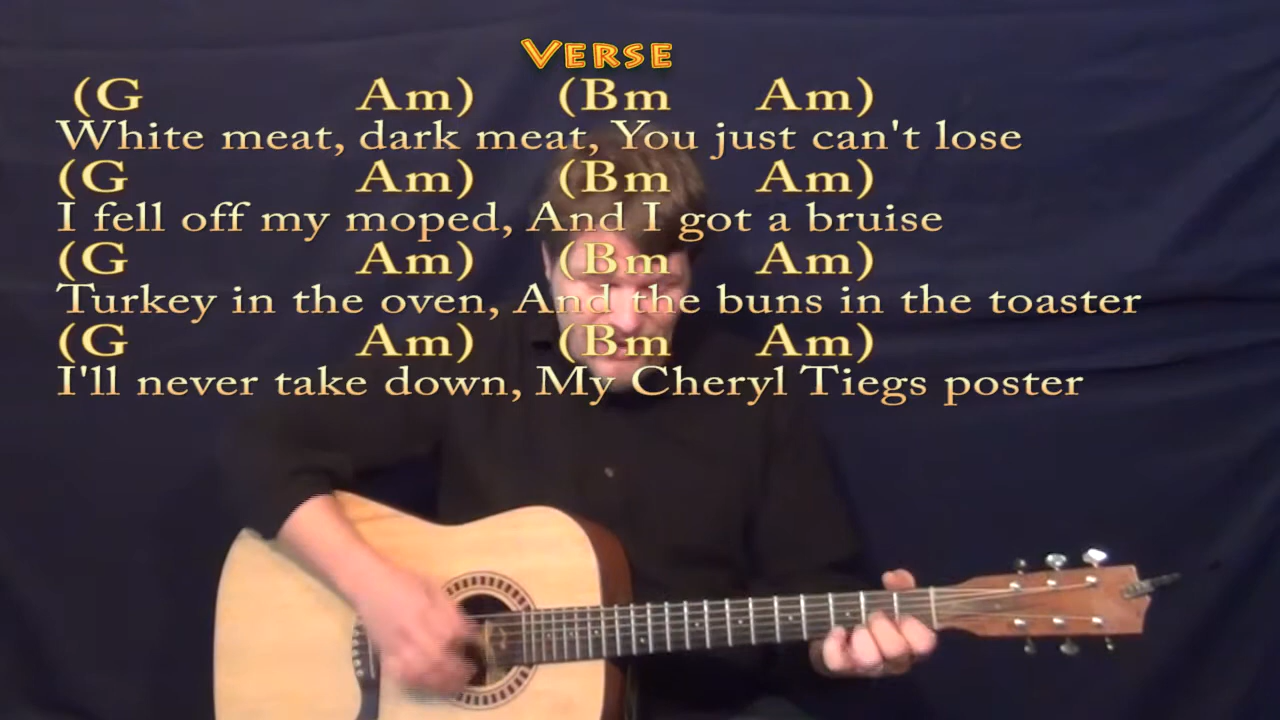 VERSE
(G Am) (Bm Am)
White meat, dark meat, You just can't lose
(G Am) (Bm Am)
I fell off my moped, And I got a bruise
(G Am) (Bm Am)
Turkey in the oven, And the buns in the toaster
(G Am) (Bm Am)
I'll never take down, My Cheryl Tiegs poster